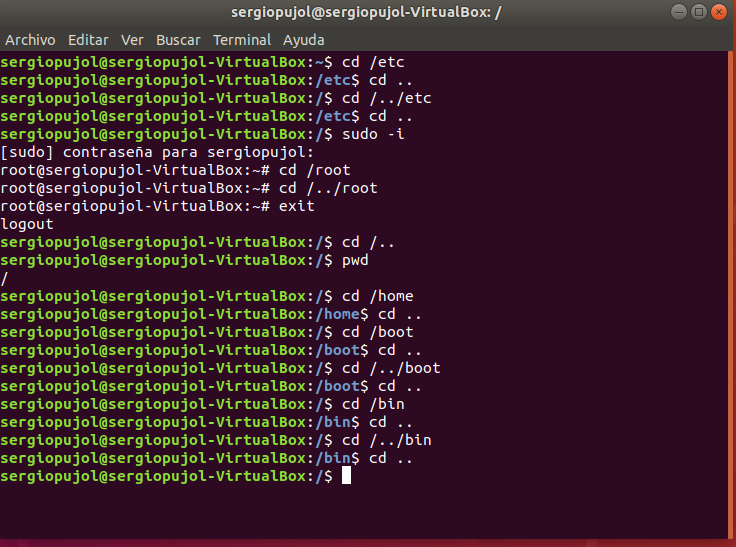 sergiopujol@sergiopujol-VirtualBox: /
Archivo Editar Ver Buscar Terminal Ayuda
sergiopujol@sergiopujol-VirtualBox:~$ cd /etc
sergiopujol@sergiopujol-VirtualBox:/etc$ cd ..
sergiopujol@sergiopujol-VirtualBox:/$ cd /../etc
sergiopujol@sergiopujol-VirtualBox:/etc$ cd ..
sergiopujol@sergiopujol-VirtualBox:/$ sudo -i
[sudo] contraseña para sergiopujol:
root@sergiopujol-VirtualBox:~# cd /root
root@sergiopujol-VirtualBox:~# cd /../root
root@sergiopujol-VirtualBox:~# exit
logout
sergiopujol@sergiopujol-VirtualBox:/$ cd /..
sergiopujol@sergiopujol-VirtualBox:/$ pwd
/
sergiopujol@sergiopujol-VirtualBox:/$ cd /home
sergiopujol@sergiopujol-VirtualBox:/home$ cd ..
sergiopujol@sergiopujol-VirtualBox:/$ cd /boot
sergiopujol@sergiopujol-VirtualBox:/boot$ cd ..
sergiopujol@sergiopujol-VirtualBox:/$ cd /../boot
sergiopujol@sergiopujol-VirtualBox:/boot$ cd ..
sergiopujol@sergiopujol-VirtualBox:/$ cd /bin
sergiopujol@sergiopujol-VirtualBox:/bin$ cd ..
sergiopujol@sergiopujol-VirtualBox:/$ cd /../bin
sergiopujol@sergiopujol-VirtualBox:/bin$ cd ..
sergiopujol@sergiopujol-VirtualBox:/$